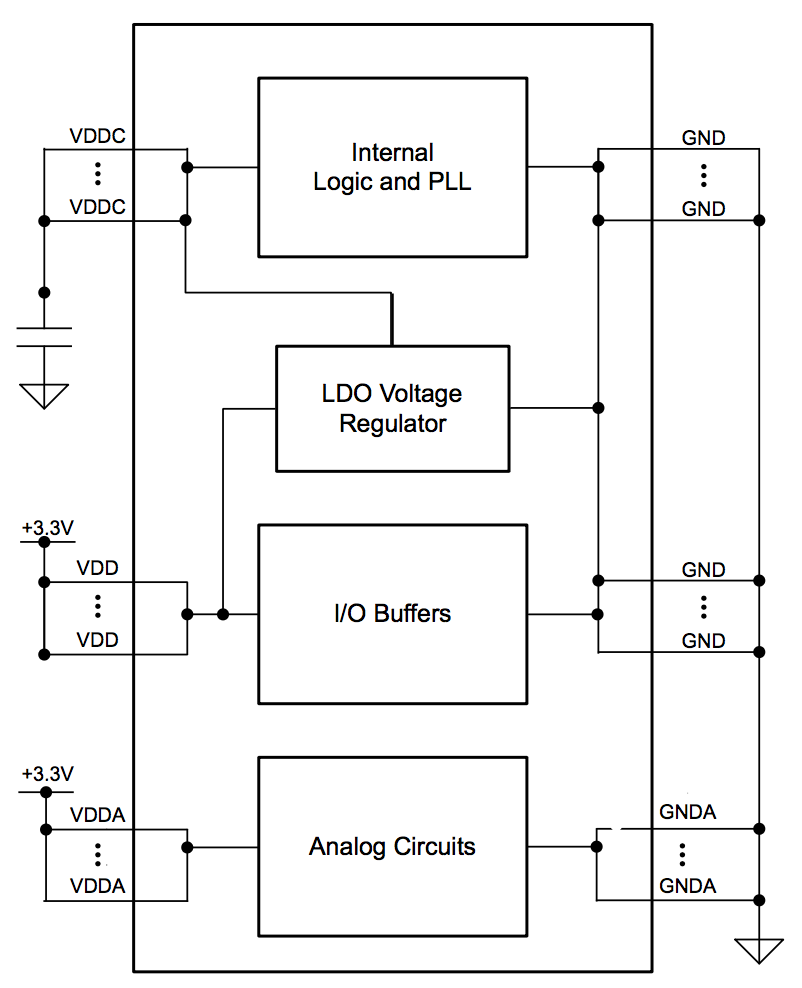 VDDC
GND
Internal
Logic and PLL
VDDC
GND
LDO Voltage
Regulator
+3.3V
VDD
GND
I/O Buffers
VDD
GND
+3.3V
VDDA
GNDA
Analog Circuits
VDDA
GNDA